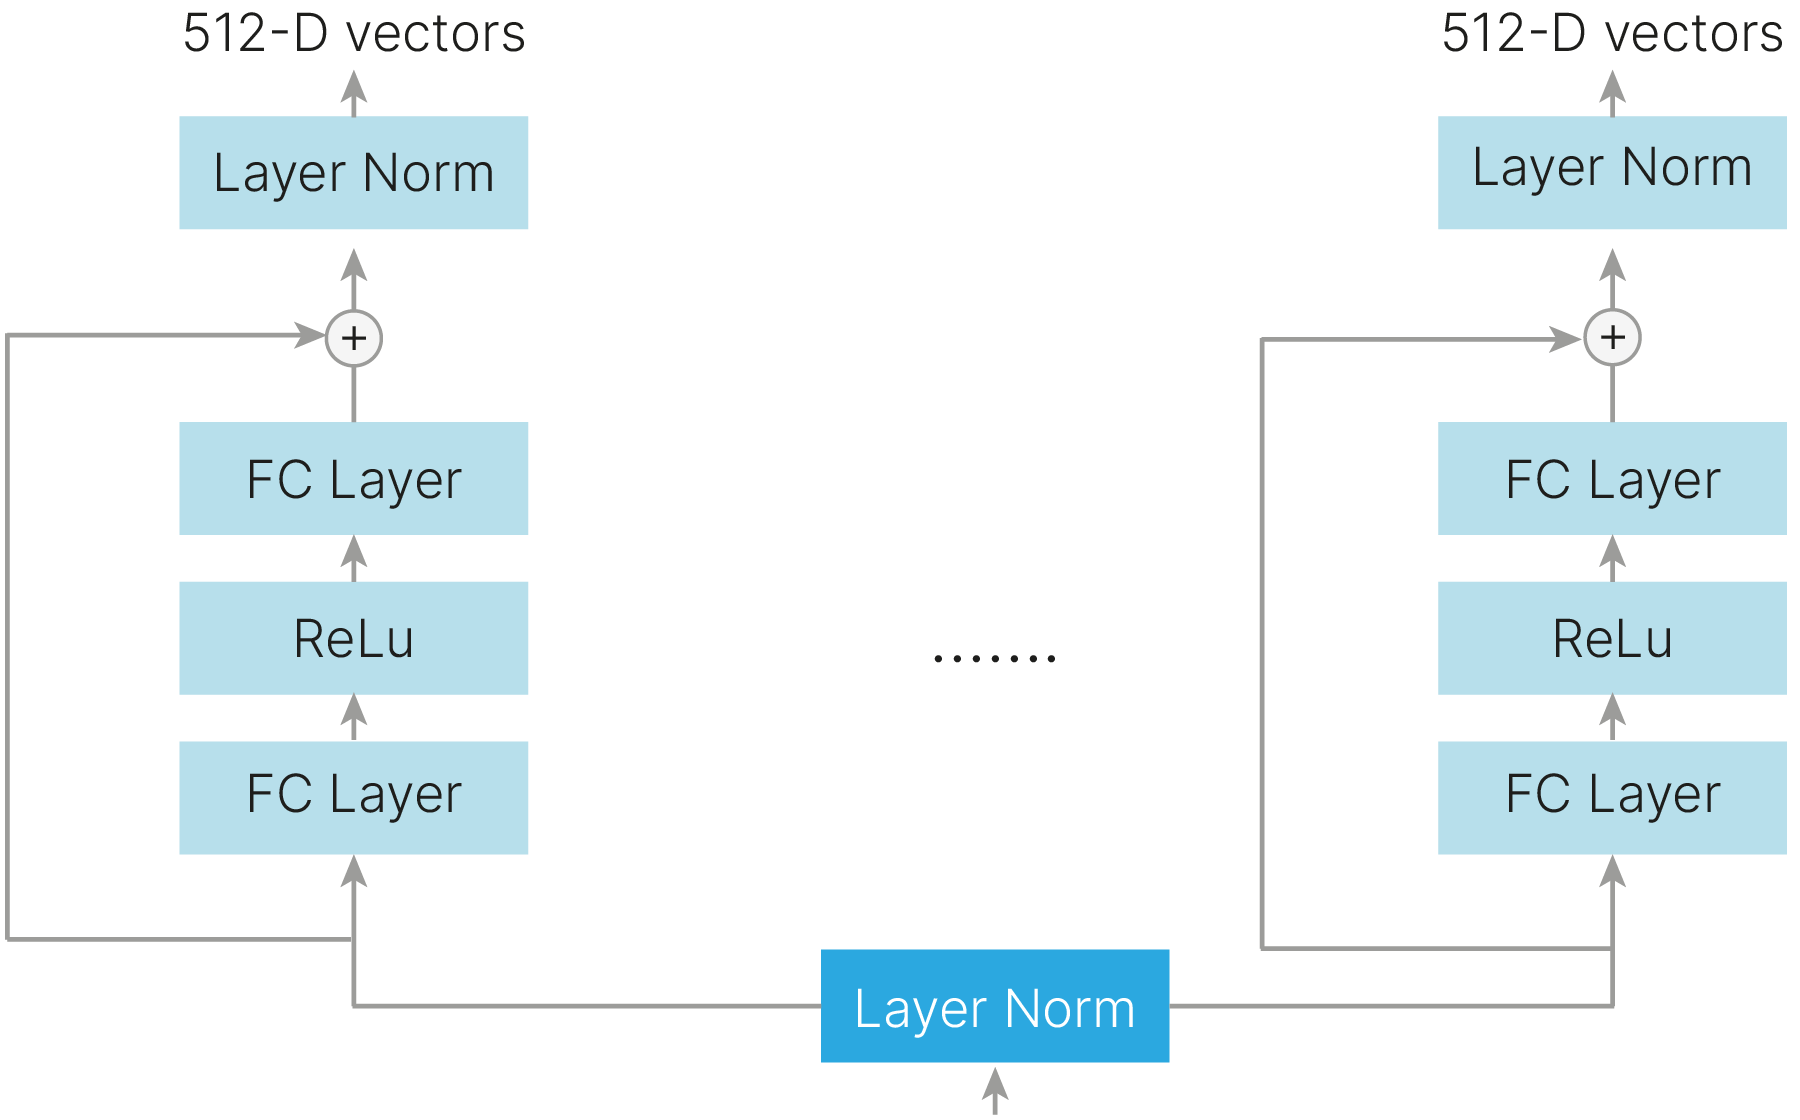 512-D vectors
512-D vectors
Layer Norm
Layer Norm
+
+
FC Layer
FC Layer
ReLu
ReLu
.......
FC Layer
FC Layer
Layer Norm